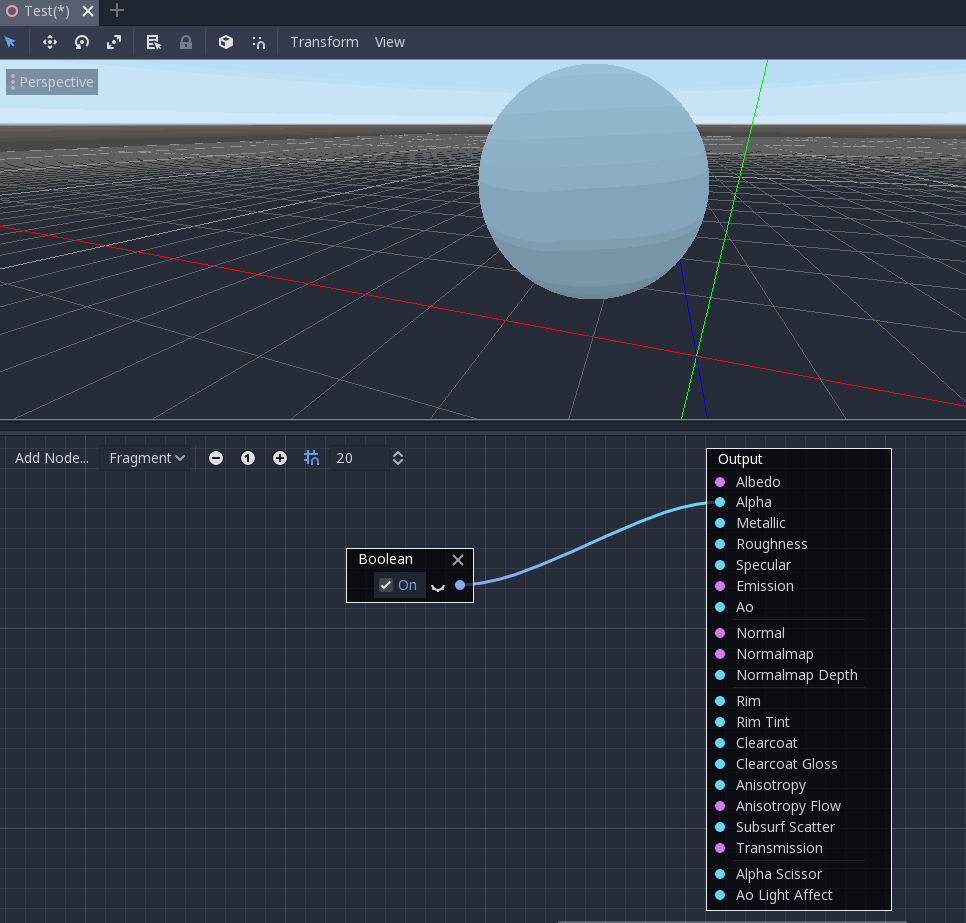 Test(*)
Transform View
Perspective
Add Node... Fragment 1 20
Output
Albedo
Alpha
Metallic
Roughness
Specular
Emission
Ao
Normal
Normalmap
Normalmap Depth
Rim
Rim Tint
Clearcoat
Clearcoat Gloss
Anisotropy
Anisotropy Flow
Subsurf Scatter
Transmission
Alpha Scissor
Ao Light Affect
Boolean
On